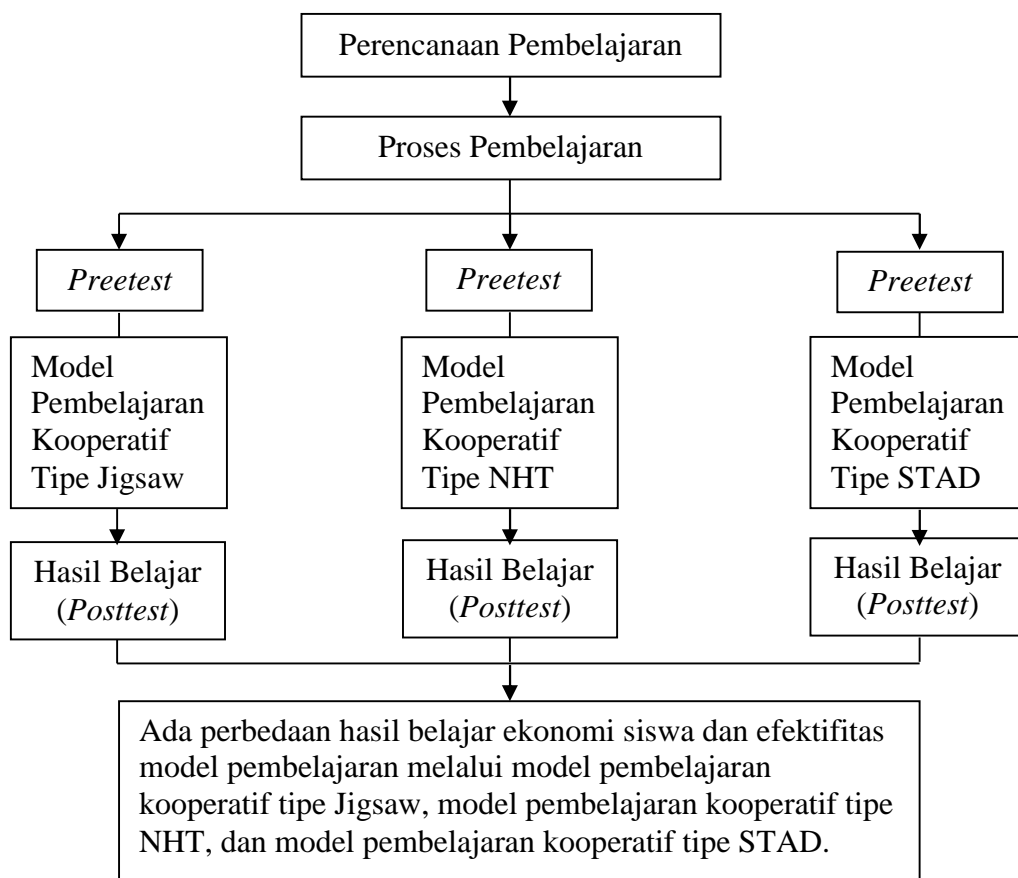 Perencanaan Pembelajaran
Proses Pembelajaran
Preetest
Preetest
Preetest
Model
Pembelajaran
Kooperatif
Tipe Jigsaw
Model
Pembelajaran
Kooperatif
Tipe NHT
Model
Pembelajaran
Kooperatif
Tipe STAD
Hasil Belajar
(Posttest)
Hasil Belajar
(Posttest)
Hasil Belajar
(Posttest)
Ada perbedaan hasil belajar ekonomi siswa dan efektifitas
model pembelajaran melalui model pembelajaran
kooperatif tipe Jigsaw, model pembelajaran kooperatif tipe
NHT, dan model pembelajaran kooperatif tipe STAD.